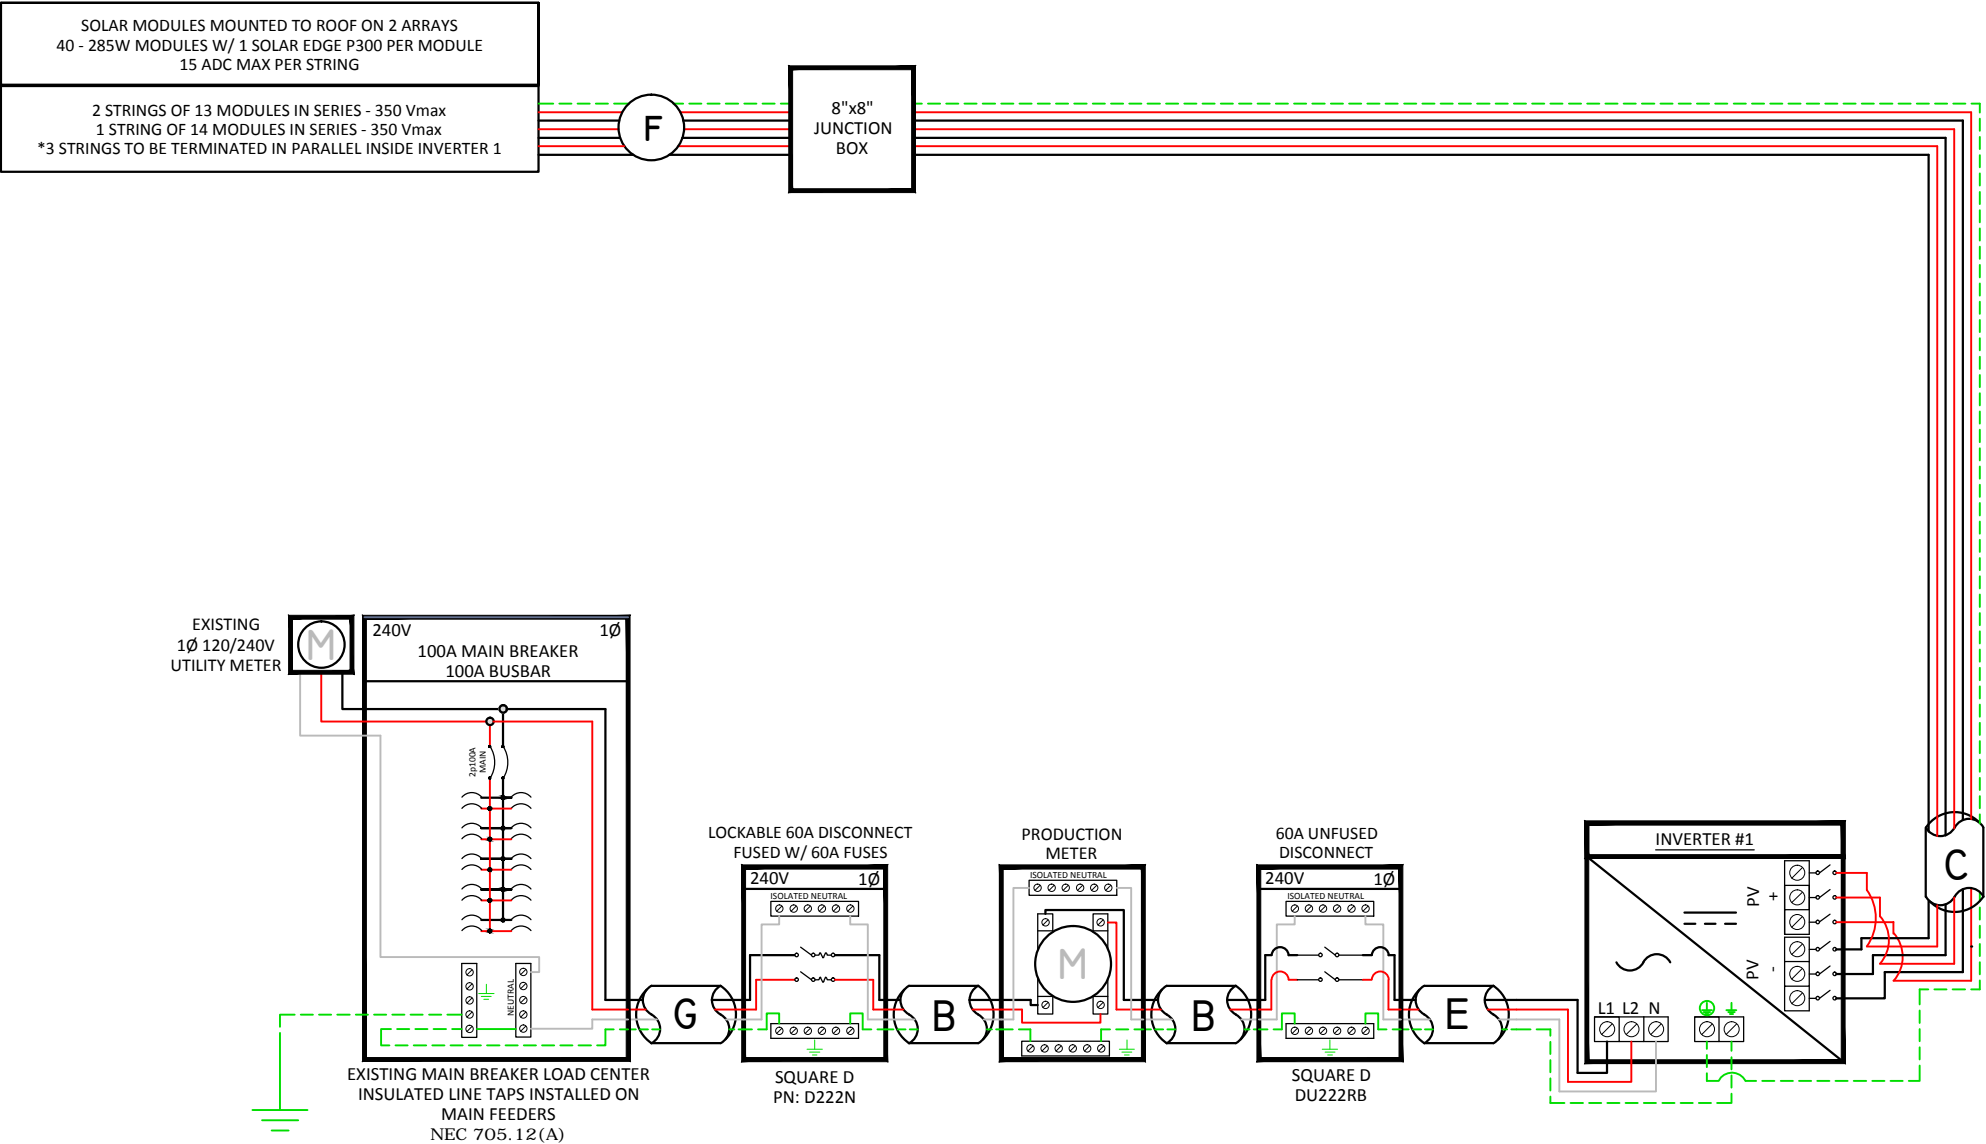 SOLAR MODULES MOUNTED TO ROOF ON 2 ARRAYS
40 - 285W MODULES W/ 1 SOLAR EDGE P300 PER MODULE
15 ADC MAX PER STRING
2 STRINGS OF 13 MODULES IN SERIES - 350 Vmax
1 STRING OF 14 MODULES IN SERIES - 350 Vmax
*3 STRINGS TO BE TERMINATED IN PARALLEL INSIDE INVERTER 1
F
8"x8"
JUNCTION
BOX
EXISTING
1Ø 120/240V
UTILITY METER
M
240V 1Ø
100A MAIN BREAKER
100A BUSBAR
2p100A
MAIN
NEUTRAL
EXISTING MAIN BREAKER LOAD CENTER
INSULATED LINE TAPS INSTALLED ON
MAIN FEEDERS
NEC 705.12(A)
G
LOCKABLE 60A DISCONNECT
FUSED W/ 60A FUSES
240V 1Ø
ISOLATED NEUTRAL
SQUARE D
PN: D222N
B
PRODUCTION
METER
ISOLATED NEUTRAL
M
B
60A UNFUSED
DISCONNECT
240V 1Ø
ISOLATED NEUTRAL
SQUARE D
DU222RB
E
INVERTER #1
PV +
PV -
L1 L2 N
C